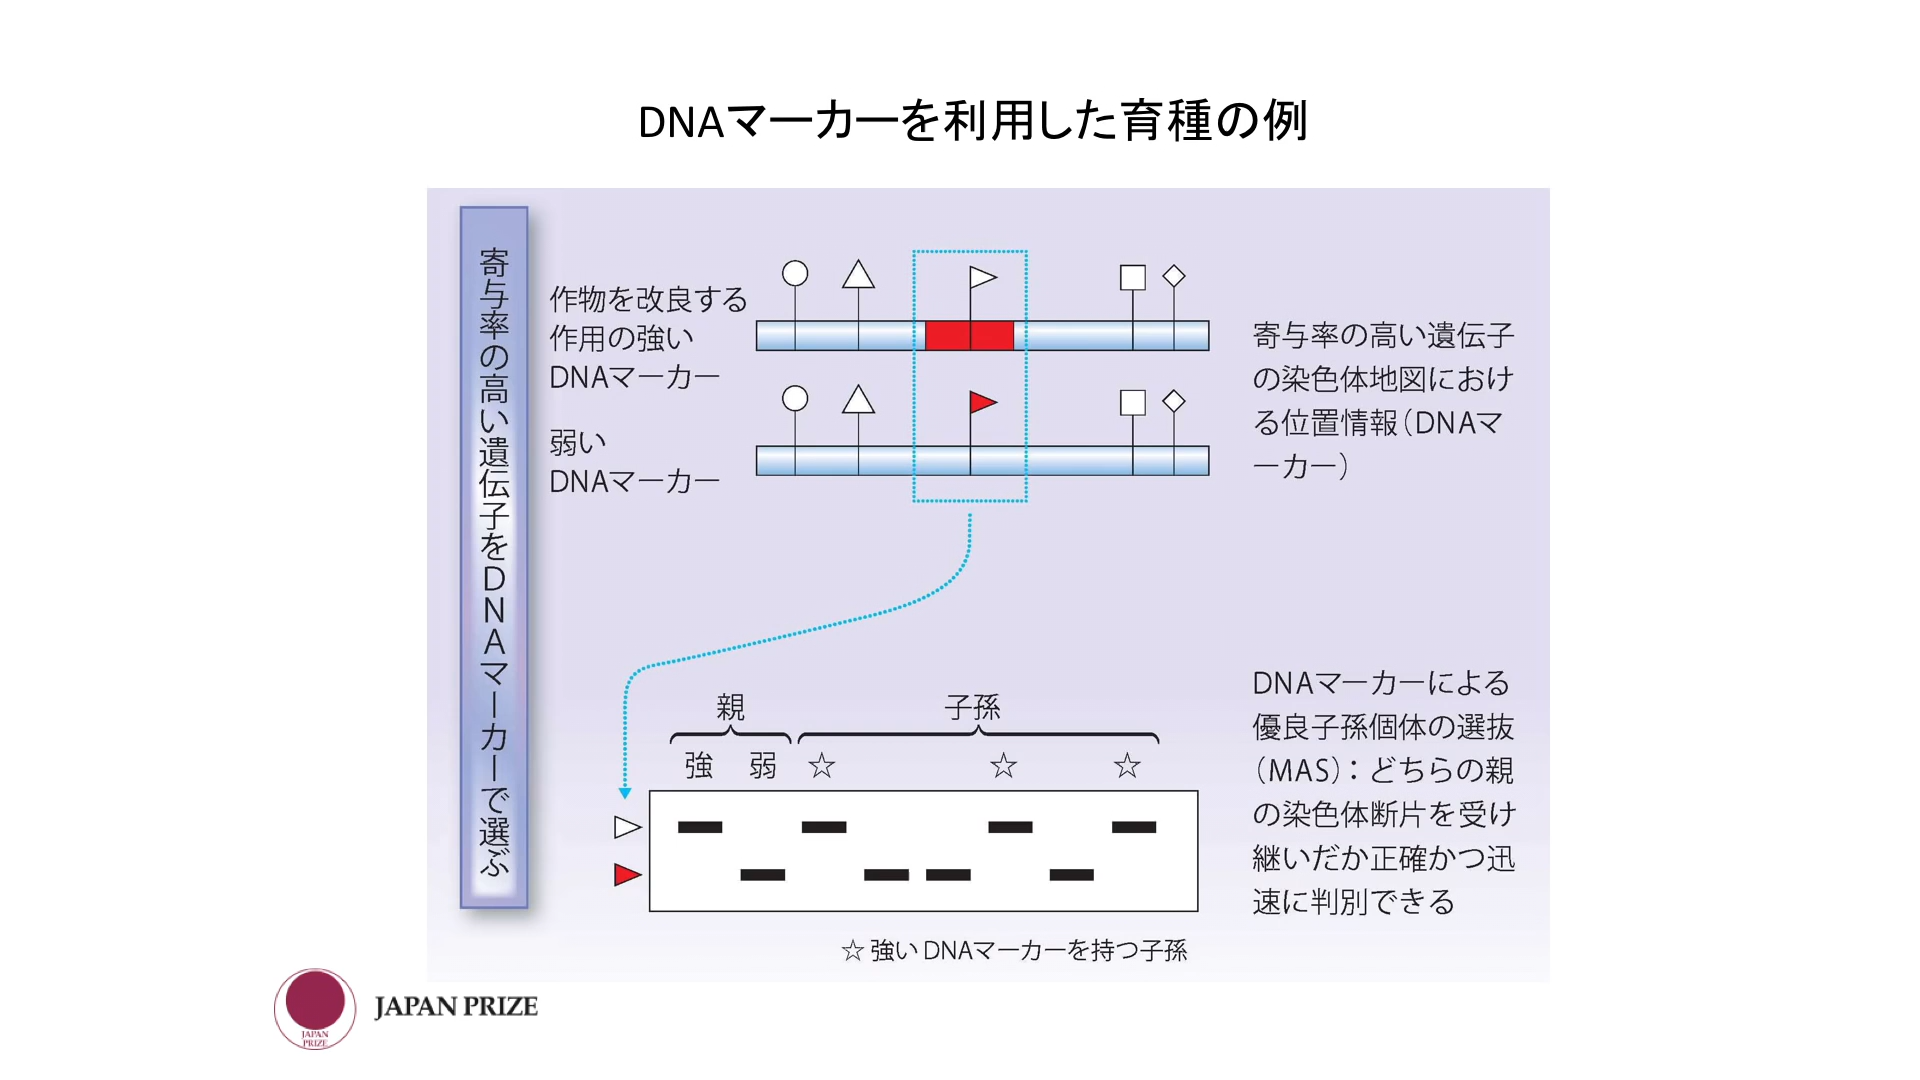 DNAマーカーを利用した育種の例
寄与率の高い遺伝子をDNAマーカーで選ぶ
作物を改良する
作用の強い
DNAマーカー
弱い
DNAマーカー
寄与率の高い遺伝子
の染色体地図におけ
る位置情報（DNAマ
ーカー）
親
子孫
強
弱
☆
☆
☆
DNAマーカーによる
優良子孫個体の選抜
（MAS）：どちらの親
の染色体断片を受け
継いだか正確かつ迅
速に判別できる
☆ 強い DNAマーカーを持つ子孫
JAPAN
PRIZE
JAPAN PRIZE